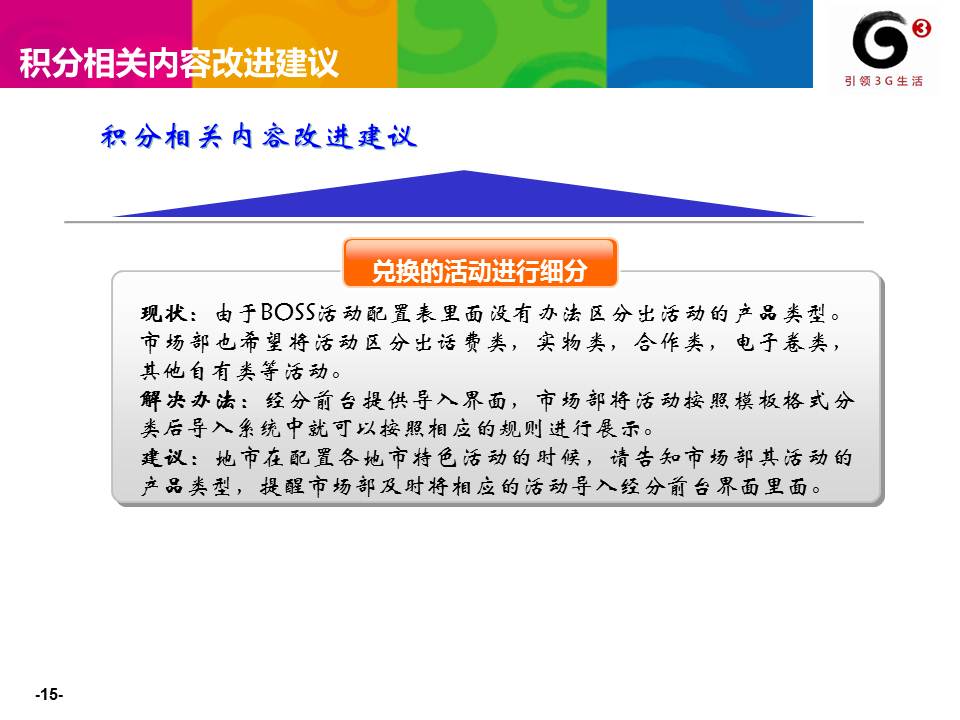 积分相关内容改进建议
3
引领3G生活
积分相关内容改进建议
兑换的活动进行细分
现状：由于BOSS活动配置表里面没有办法区分出活动的产品类型。
市场部也希望将活动区分出话费类，实物类，合作类，电子卷类，
其他自有类等活动。
解决办法：经分前台提供导入界面，市场部将活动按照模板格式分
类后导入系统中就可以按照相应的规则进行展示。
建议：地市在配置各地市特色活动的时候，请告知市场部其活动的
产品类型，提醒市场部及时将相应的活动导入经分前台界面里面。
-15-